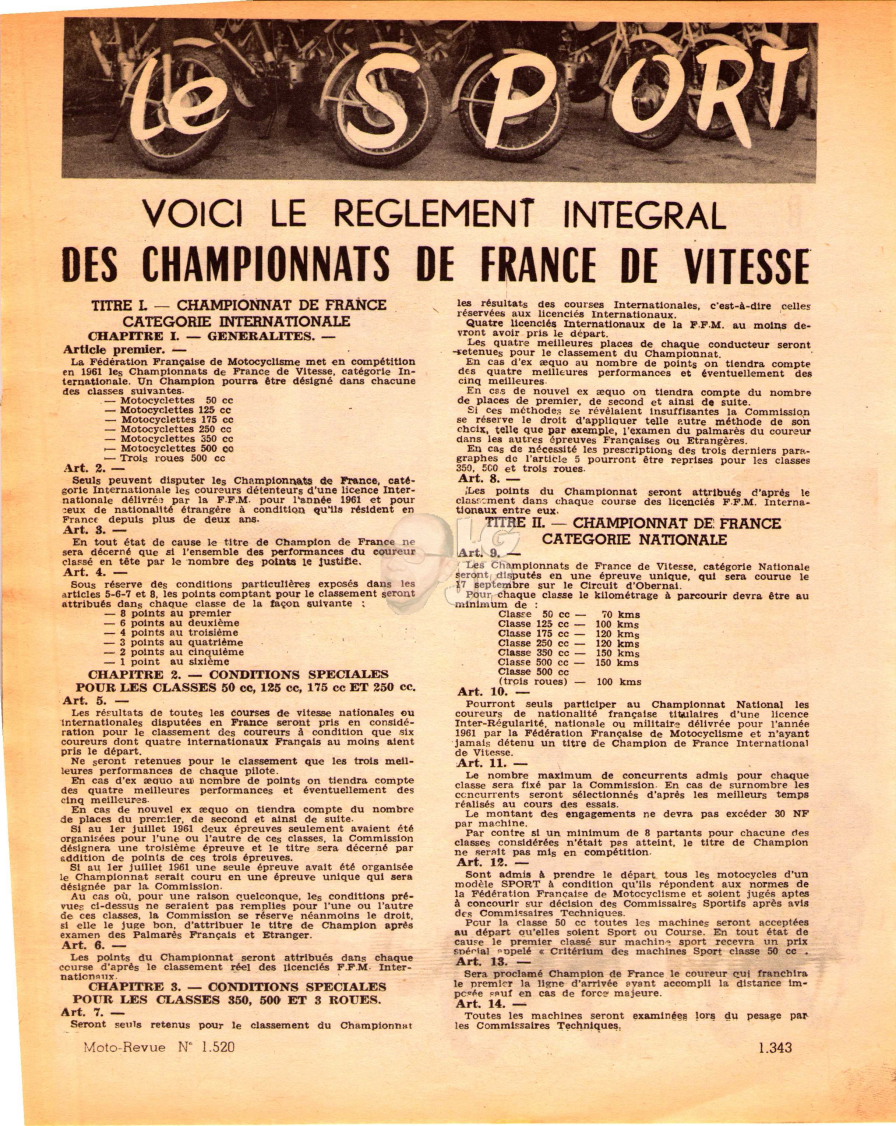 le SPORT
VOICI LE REGLEMENT INTEGRAL
DES CHAMPIONNATS DE FRANCE DE VITESSE
TITRE I. — CHAMPIONNAT DE FRANCE
CATEGORIE INTERNATIONALE
CHAPITRE I. — GENERALITES. —
Article premier. —
La Fédération Française de Motocyclisme met en compétition
en 1961 les Championnats de France de Vitesse, catégorie In-
ternationale. Un Champion pourra être désigné dans chacune
des classes suivantes.
— Motocyclettes 50 cc
— Motocyclettes 125 cc
— Motocyclettes 175 cc
— Motocyclettes 250 cc
— Motocyclettes 350 cc
— Motocyclettes 500 cc
— Trois roues 500 cc
Art. 2. —
Seuls peuvent disputer les Championnats de France, caté-
gorie Internationale les coureurs détenteurs d'une licence Inter-
nationale délivrée par la F.F.M. pour l'année 1961 et pour
ceux de nationalité étrangère à condition qu'ils résident en
France depuis plus de deux ans.
Art. 3. —
En tout état de cause le titre de Champion de France ne
sera décerné que si l'ensemble des performances du coureur
classé en tête par le nombre des points le justifie.
Art. 4. —
Sous réserve des conditions particulières exposés dans les
articles 5-6-7 et 8, les points comptant pour le classement seront
attribués dans chaque classe de la façon suivante :
— 8 points au premier
— 6 points au deuxième
— 4 points au troisième
— 3 points au quatrième
— 2 points au cinquième
— 1 point au sixième
CHAPITRE 2. — CONDITIONS SPECIALES
POUR LES CLASSES 50 cc, 125 cc, 175 cc ET 250 cc.
Art. 5. —
Les résultats de toutes les courses de vitesse nationales ou
internationales disputées en France seront pris en considé-
ration pour le classement des coureurs à condition que six
coureurs dont quatre internationaux Français au moins aient
pris le départ.
Ne seront retenues pour le classement que les trois meil-
leures performances de chaque pilote.
En cas d'ex æquo au nombre de points on tiendra compte
des quatre meilleures performances et éventuellement des
cinq meilleures.
En cas de nouvel ex æquo on tiendra compte du nombre
de places du premier, de second et ainsi de suite.
Si au 1er juillet 1961 deux épreuves seulement avaient été
organisées pour l'une ou l'autre de ces classes, la Commission
désignera une troisième épreuve et le titre sera décerné par
addition de points de ces trois épreuves.
Si au 1er juillet 1961 une seule épreuve avait été organisée
le Championnat serait couru en une épreuve unique qui sera
désignée par la Commission.
Au cas où, pour une raison quelconque, les conditions pré-
vues ci-dessus ne seraient pas remplies pour l'une ou l'autre
de ces classes, la Commission se réserve néanmoins le droit,
si elle le juge bon, d'attribuer le titre de Champion après
examen des Palmarès Français et Etranger.
Art. 6. —
Les points du Championnat seront attribués dans chaque
course d'après le classement réel des licenciés F.F.M. Inter-
nationaux.
CHAPITRE 3. — CONDITIONS SPECIALES
POUR LES CLASSES 350, 500 ET 3 ROUES.
Art. 7. —
Seront seuls retenus pour le classement du Championnat
les résultats des courses Internationales, c'est-à-dire celles
réservées aux licenciés Internationaux.
Quatre licenciés Internationaux de la F.F.M. au moins de-
vront avoir pris le départ.
Les quatre meilleures places de chaque conducteur seront
retenues pour le classement du Championnat.
En cas d'ex æquo au nombre de points on tiendra compte
des quatre meilleures performances et éventuellement des
cinq meilleures.
En cas de nouvel ex æquo on tiendra compte du nombre
de places de premier, de second et ainsi de suite.
Si ces méthodes se révélaient insuffisantes la Commission
se réserve le droit d'appliquer telle autre méthode de son
choix, telle que par exemple, l'examen du palmarès du coureur
dans les autres épreuves Françaises ou Etrangères.
En cas de nécessité les prescriptions des trois derniers para-
graphes de l'article 5 pourront être reprises pour les classes
350, 500 et trois roues.
Art. 8. —
Les points du Championnat seront attribués d'après le
classement dans chaque course des licenciés F.F.M. Interna-
tionaux entre eux.
TITRE II. — CHAMPIONNAT DE FRANCE
CATEGORIE NATIONALE
Art. 9. —
Les Championnats de France de Vitesse, catégorie Nationale
seront disputés en une épreuve unique, qui sera courue le
17 septembre sur le Circuit d'Obernai.
Pour chaque classe le kilométrage à parcourir devra être au
minimum de :
Classe 50 cc — 70 kms
Classe 125 cc — 100 kms
Classe 175 cc — 120 kms
Classe 250 cc — 120 kms
Classe 350 cc — 150 kms
Classe 500 cc — 150 kms
Classe 500 cc
(trois roues) — 100 kms
Art. 10. —
Pourront seuls participer au Championnat National les
coureurs de nationalité française titulaires d'une licence
Inter-Régularité, nationale ou militaire délivrée pour l'année
1961 par la Fédération Française de Motocyclisme et n'ayant
jamais détenu un titre de Champion de France International
de Vitesse.
Art. 11. —
Le nombre maximum de concurrents admis pour chaque
classe sera fixé par la Commission. En cas de surnombre les
concurrents seront sélectionnés d'après les meilleurs temps
réalisés au cours des essais.
Le montant des engagements ne devra pas excéder 30 NF
par machine.
Par contre si un minimum de 8 partants pour chacune des
classes considérées n'était pas atteint, le titre de Champion
ne serait pas mis en compétition.
Art. 12. —
Sont admis à prendre le départ tous les motocycles d'un
modèle SPORT à condition qu'ils répondent aux normes de
la Fédération Française de Motocyclisme et soient jugés aptes
à concourir sur décision des Commissaires Sportifs après avis
des Commissaires Techniques.
Pour la classe 50 cc toutes les machines seront acceptées
au départ qu'elles soient Sport ou Course. En tout état de
cause le premier classé sur machine sport recevra un prix
spécial appelé « Critérium des machines Sport classe 50 cc ».
Art. 13. —
Sera proclamé Champion de France le coureur qui franchira
le premier la ligne d'arrivée ayant accompli la distance im-
posée sauf en cas de force majeure.
Art. 14. —
Toutes les machines seront examinées lors du pesage par
les Commissaires Techniques.
Moto-Revue N° 1.520
1.343